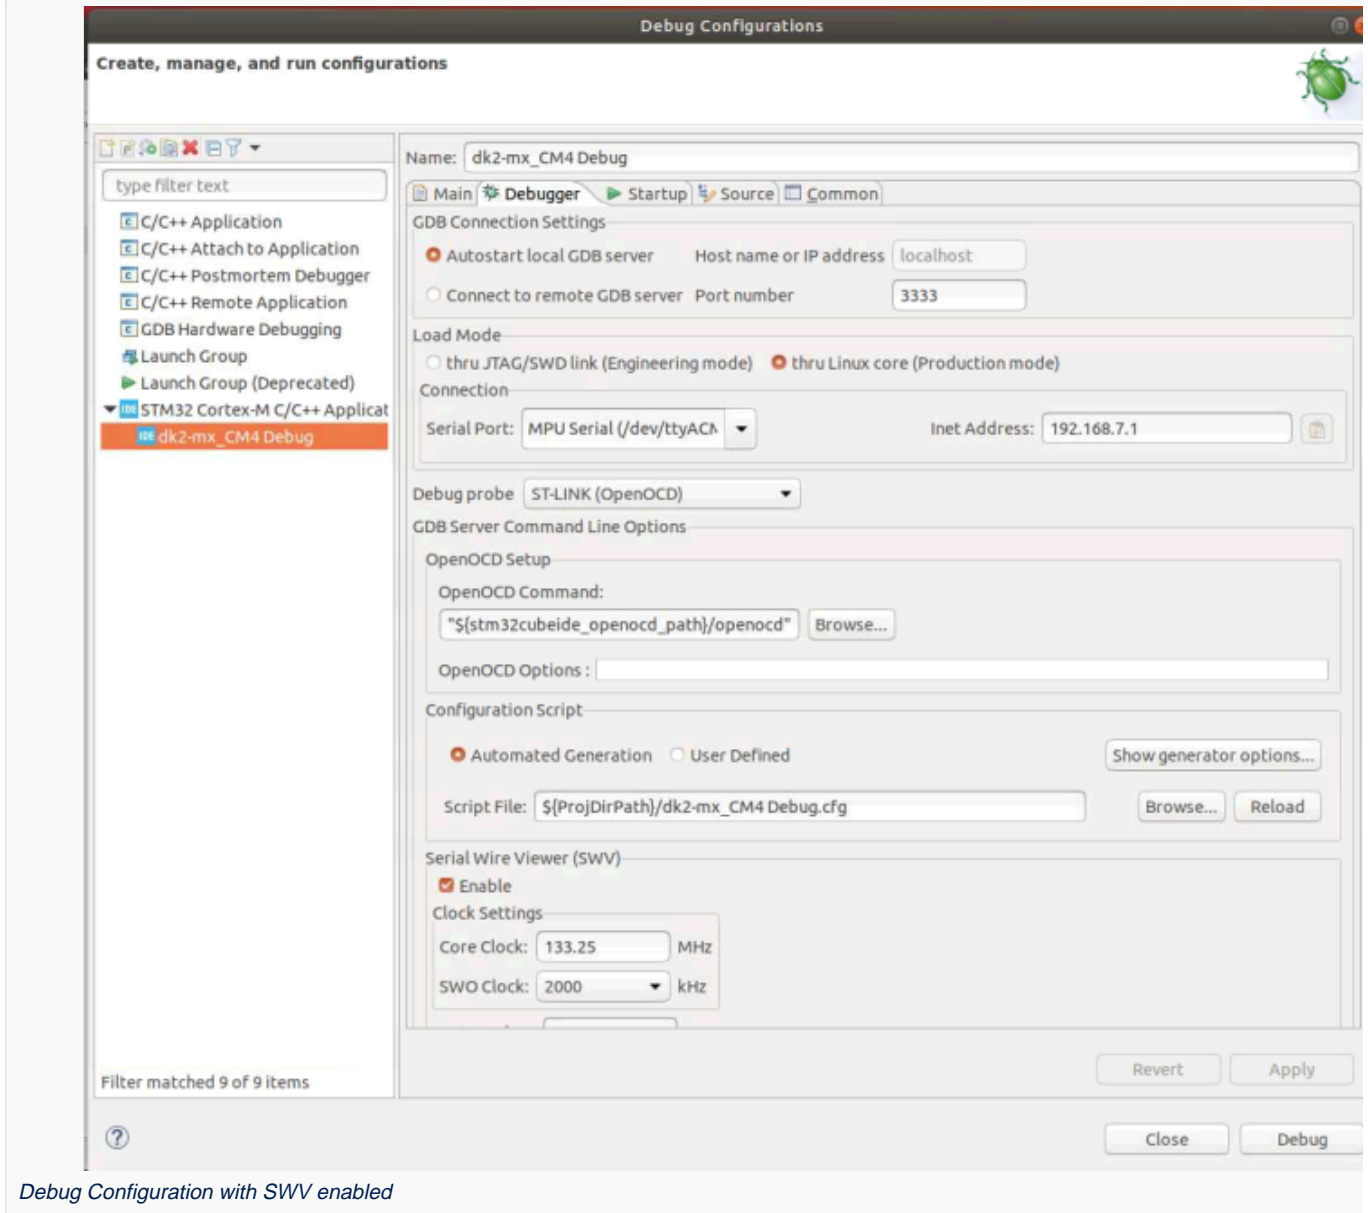 Debug Configurations
Create, manage, and run configurations
Name: dk2-mx_CM4 Debug
type filter text
C/C++ Application
C/C++ Attach to Application
C/C++ Postmortem Debugger
C/C++ Remote Application
GDB Hardware Debugging
Launch Group
Launch Group (Deprecated)
STM32 Cortex-M C/C++ Applicat
IDE dk2-mx_CM4 Debug
Filter matched 9 of 9 items
Main Debugger Startup Source Common
GDB Connection Settings
Autostart local GDB server Host name or IP address localhost
Connect to remote GDB server Port number 3333
Load Mode
thru JTAG/SWD link (Engineering mode) thru Linux core (Production mode)
Connection
Serial Port: MPU Serial (/dev/ttyACM Inet Address: 192.168.7.1
Debug probe ST-LINK (OpenOCD)
GDB Server Command Line Options
OpenOCD Setup
OpenOCD Command:
"${stm32cubeide_openocd_path}/openocd" Browse...
OpenOCD Options :
Configuration Script
Automated Generation User Defined Show generator options...
Script File: ${ProjDirPath}/dk2-mx_CM4 Debug.cfg Browse... Reload
Serial Wire Viewer (SWV)
Enable
Clock Settings
Core Clock: 133.25 MHz
SWO Clock: 2000 kHz
Revert Apply
Close Debug
Debug Configuration with SWV enabled